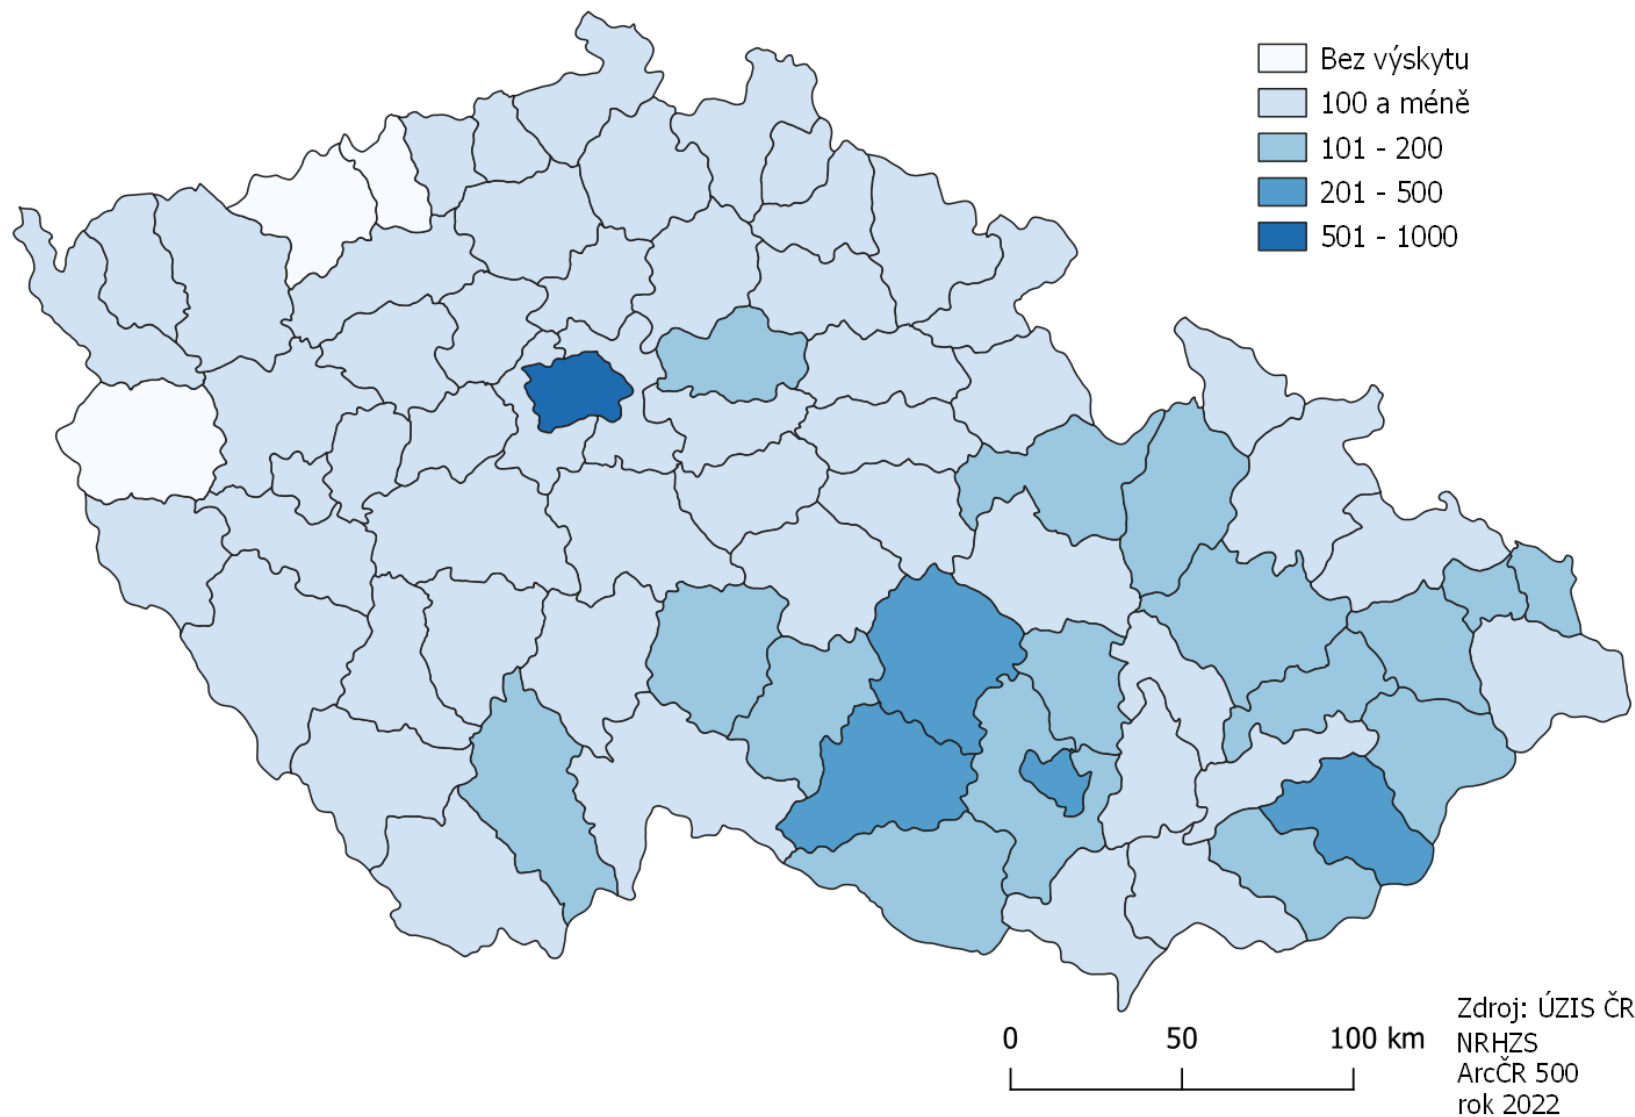 Bez výskytu
100 a méně
101 - 200
201 - 500
501 - 1000
0 50 100 km
Zdroj: ÚZIS ČR
NRHZS
ArcČR 500
rok 2022